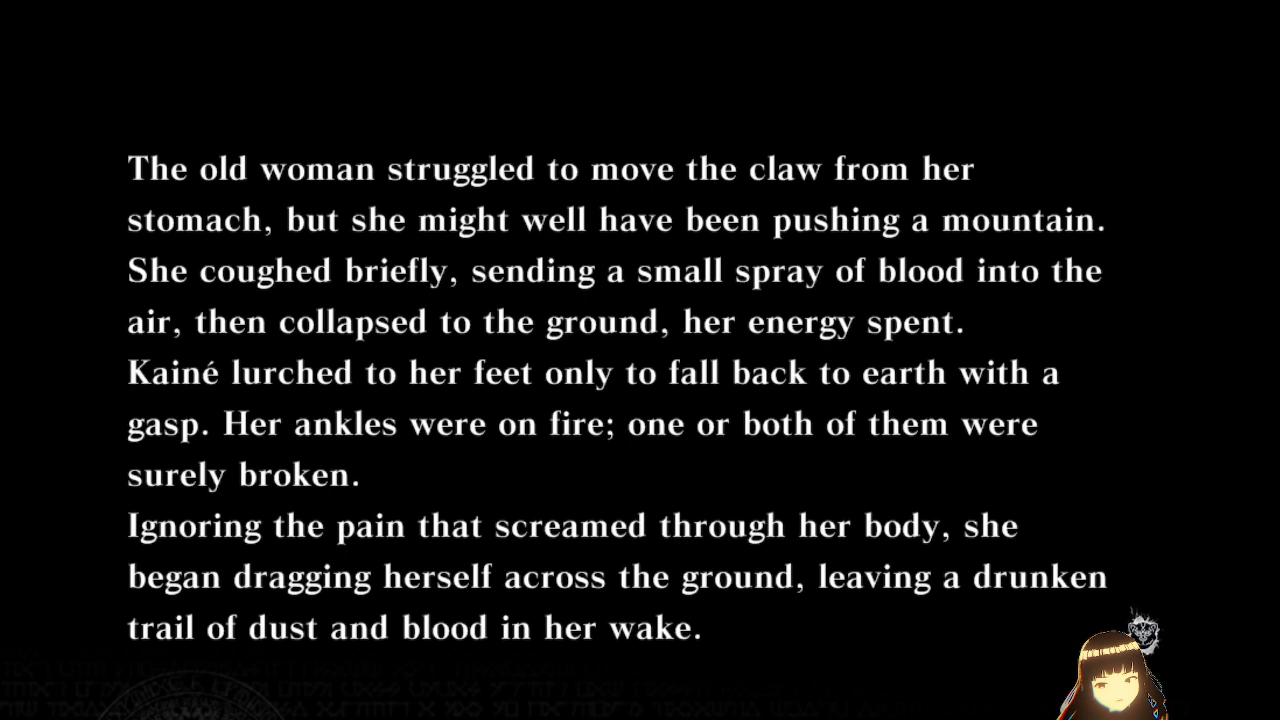 The old woman struggled to move the claw from her
stomach, but she might well have been pushing a mountain.
She coughed briefly, sending a small spray of blood into the
air, then collapsed to the ground, her energy spent.
Kainé lurched to her feet only to fall back to earth with a
gasp. Her ankles were on fire; one or both of them were
surely broken.
Ignoring the pain that screamed through her body, she
began dragging herself across the ground, leaving a drunken
trail of dust and blood in her wake.